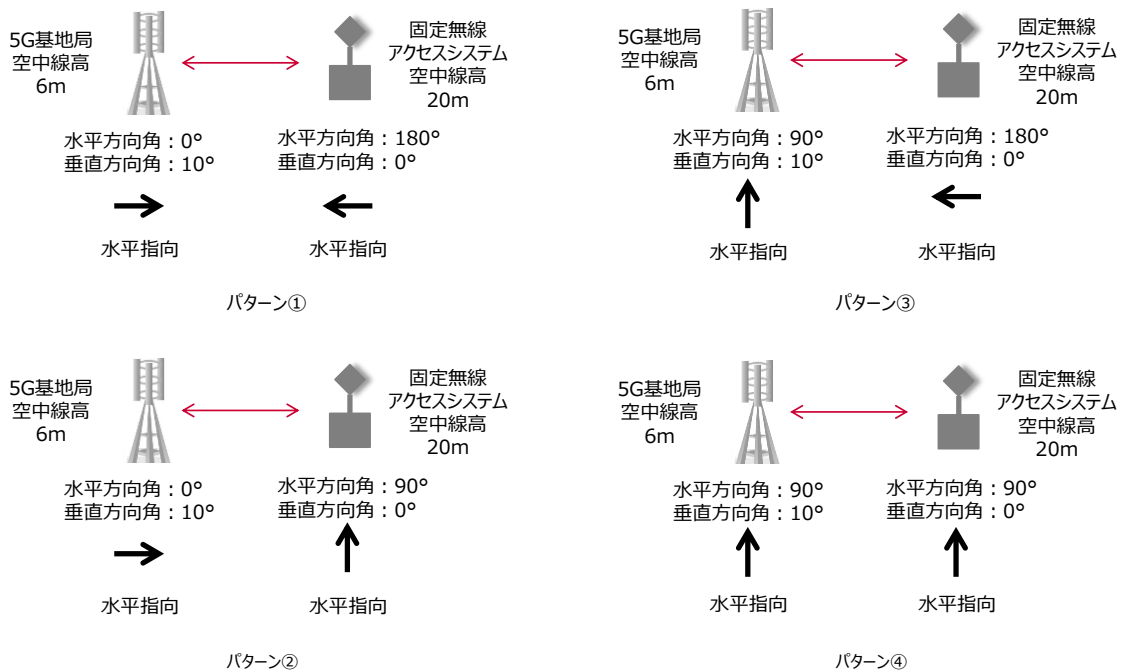 5G基地局
空中線高
6m
固定無線
アクセスシステム
空中線高
20m
水平方向角：0°
垂直方向角：10°
水平方向角：180°
垂直方向角：0°
水平指向
水平指向
パターン①
5G基地局
空中線高
6m
固定無線
アクセスシステム
空中線高
20m
水平方向角：90°
垂直方向角：10°
水平方向角：180°
垂直方向角：0°
水平指向
水平指向
パターン③
5G基地局
空中線高
6m
固定無線
アクセスシステム
空中線高
20m
水平方向角：0°
垂直方向角：10°
水平方向角：90°
垂直方向角：0°
水平指向
水平指向
パターン②
5G基地局
空中線高
6m
固定無線
アクセスシステム
空中線高
20m
水平方向角：90°
垂直方向角：10°
水平方向角：90°
垂直方向角：0°
水平指向
水平指向
パターン④